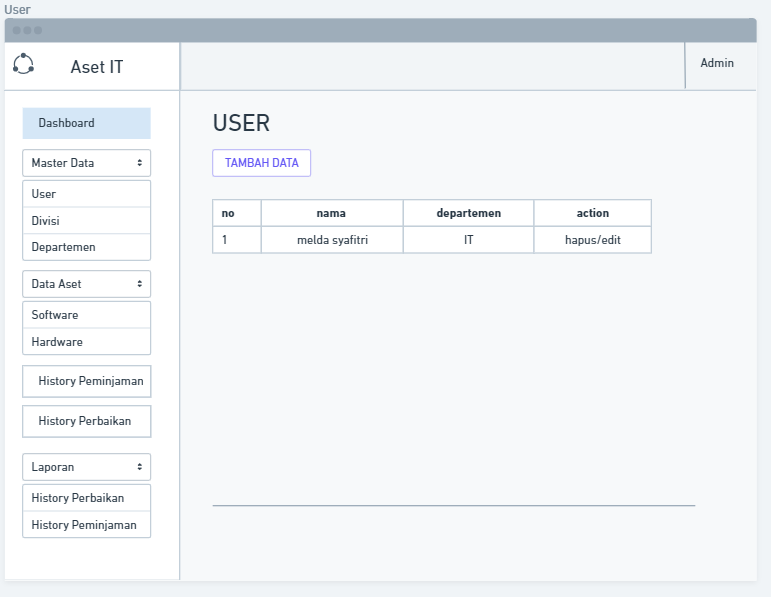 User
Aset IT
Admin
Dashboard
Master Data
User
Divisi
Departemen
Data Aset
Software
Hardware
History Peminjaman
History Perbaikan
Laporan
History Perbaikan
History Peminjaman
USER
TAMBAH DATA
no nama departemen action
1 melda syafitri IT hapus/edit